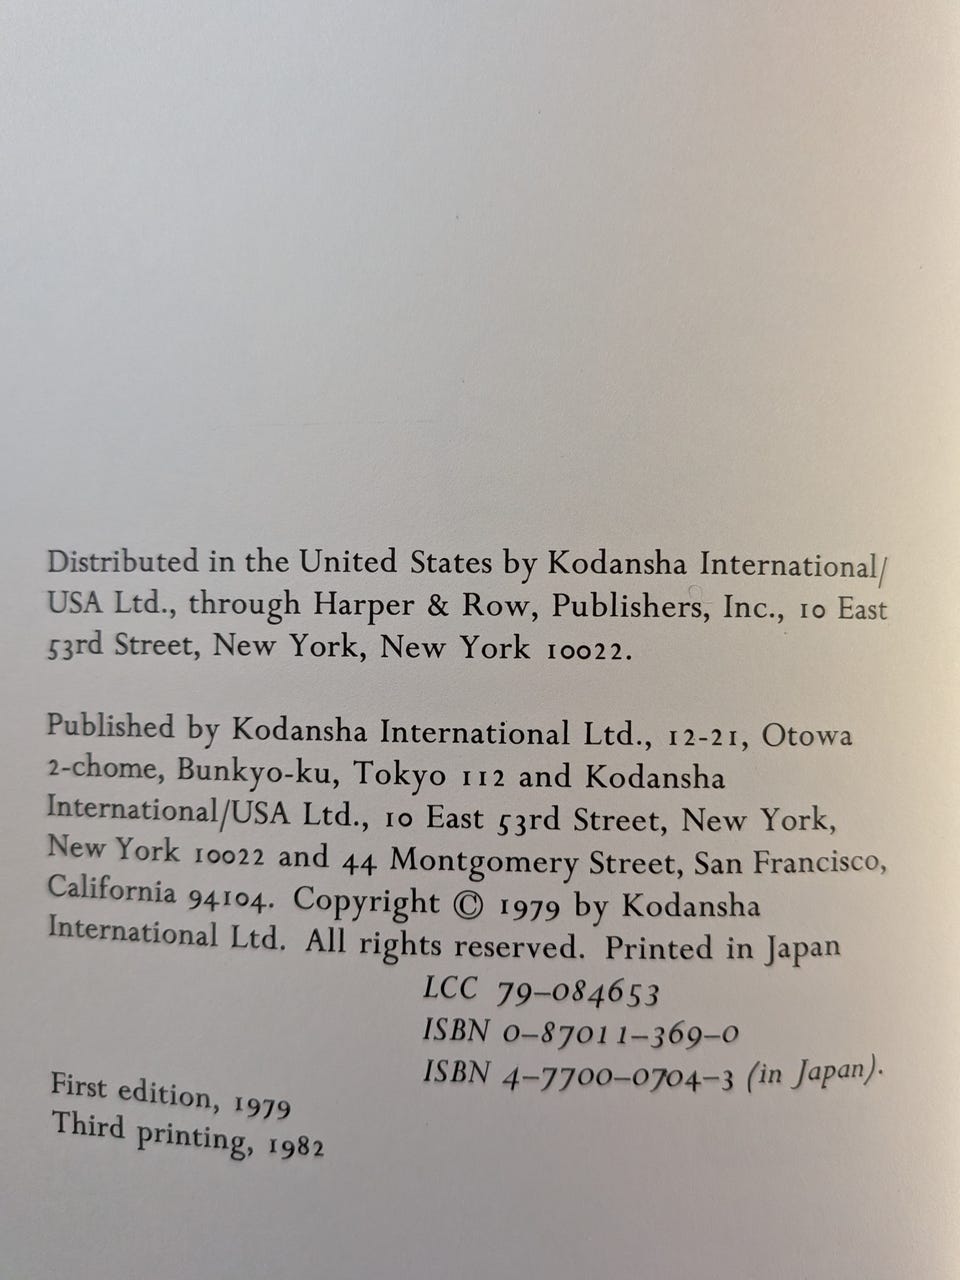 Distributed in the United States by Kodansha International/
USA Ltd., through Harper & Row, Publishers, Inc., 10 East
53rd Street, New York, New York 10022.
Published by Kodansha International Ltd., 12-21, Otowa
2-chome, Bunkyo-ku, Tokyo 112 and Kodansha
International/USA Ltd., 10 East 53rd Street, New York,
New York 10022 and 44 Montgomery Street, San Francisco,
California 94104. Copyright © 1979 by Kodansha
International Ltd. All rights reserved. Printed in Japan
LCC 79–084653
ISBN 0–87011–369–0
ISBN 4–7700–0704–3 (in Japan).
First edition, 1979
Third printing, 1982